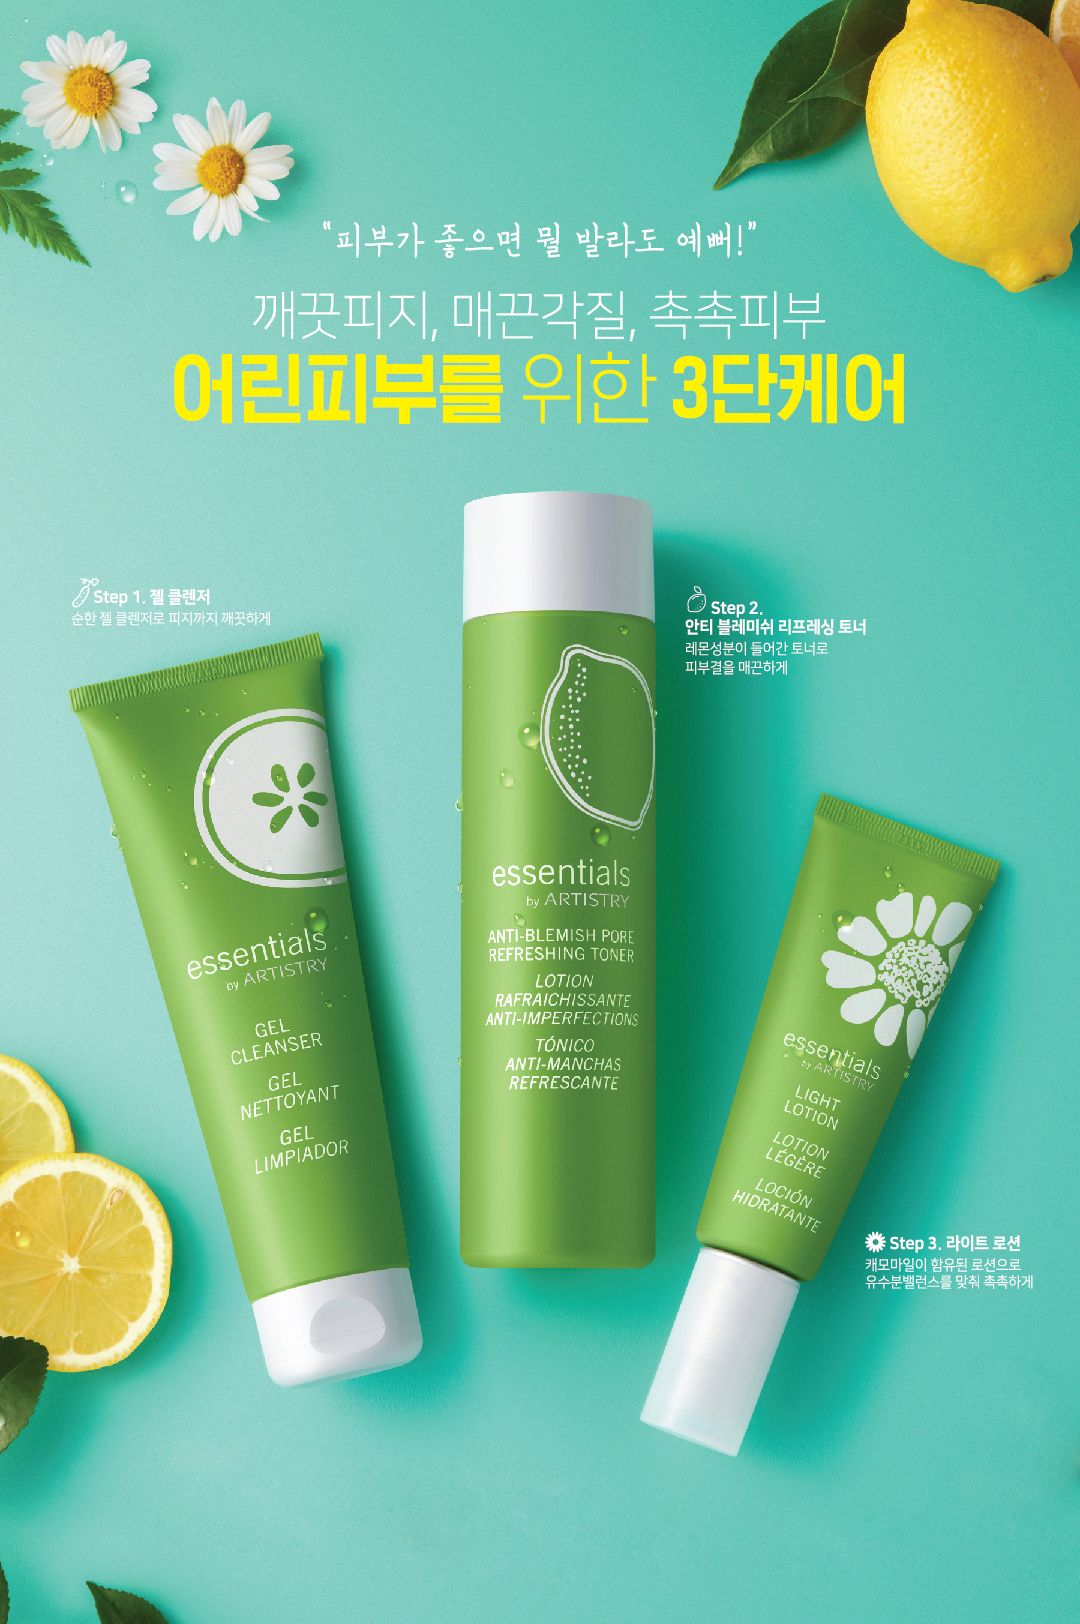 “피부가 좋으면 뭘 발라도 예뻐!”
깨끗피지, 매끈각질, 촉촉피부
어린피부를 위한 3단케어
Step 1. 젤 클렌저
순한 젤 클렌저로 피지까지 깨끗하게
Step 2.
안티 블레미쉬 리프레싱 토너
레몬성분이 들어간 토너로
피부결을 매끈하게
essentials
by ARTISTRY
GEL
CLEANSER
GEL
NETTOYANT
GEL
LIMPIADOR
essentials
by ARTISTRY
ANTI-BLEMISH PORE
REFRESHING TONER
LOTION
RAFRAICHISSANTE
ANTI-IMPERFECTIONS
TÓNICO
ANTI-MANCHAS
REFRESCANTE
essentials
by ARTISTRY
LIGHT
LOTION
LOTION
LÉGÈRE
LOCIÓN
HIDRATANTE
Step 3. 라이트 로션
캐모마일이 함유된 로션으로
유수분밸런스를 맞춰 촉촉하게